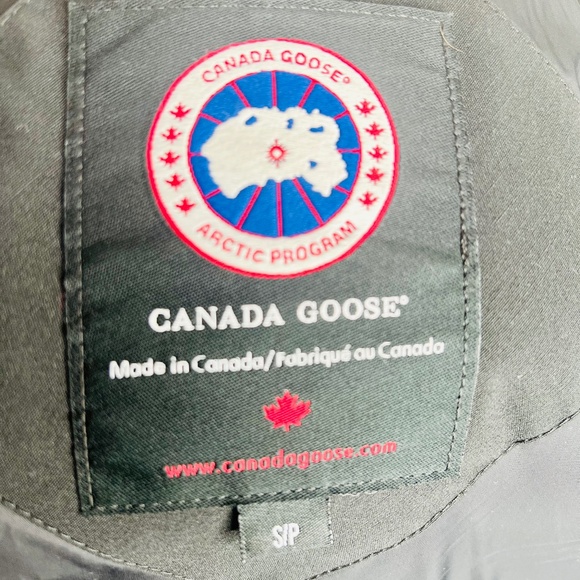 CANADA GOOSE®
ARCTIC PROGRAM
CANADA GOOSE®
Made in Canada/Fabriqué au Canada
www.canadagoose.com
S/P